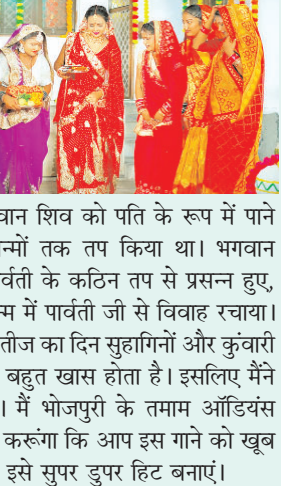 वान शिव को पति के रूप में पाने
न्मों तक तप किया था। भगवान
र्वती के कठिन तप से प्रसन्न हुए,
म में पार्वती जी से विवाह रचाया।
तीज का दिन सुहागिनों और कुंवारी
बहुत खास होता है। इसलिए मैंने
। मैं भोजपुरी के तमाम ऑडियंस
करूंगा कि आप इस गाने को खूब
इसे सुपर डुपर हिट बनाएं।